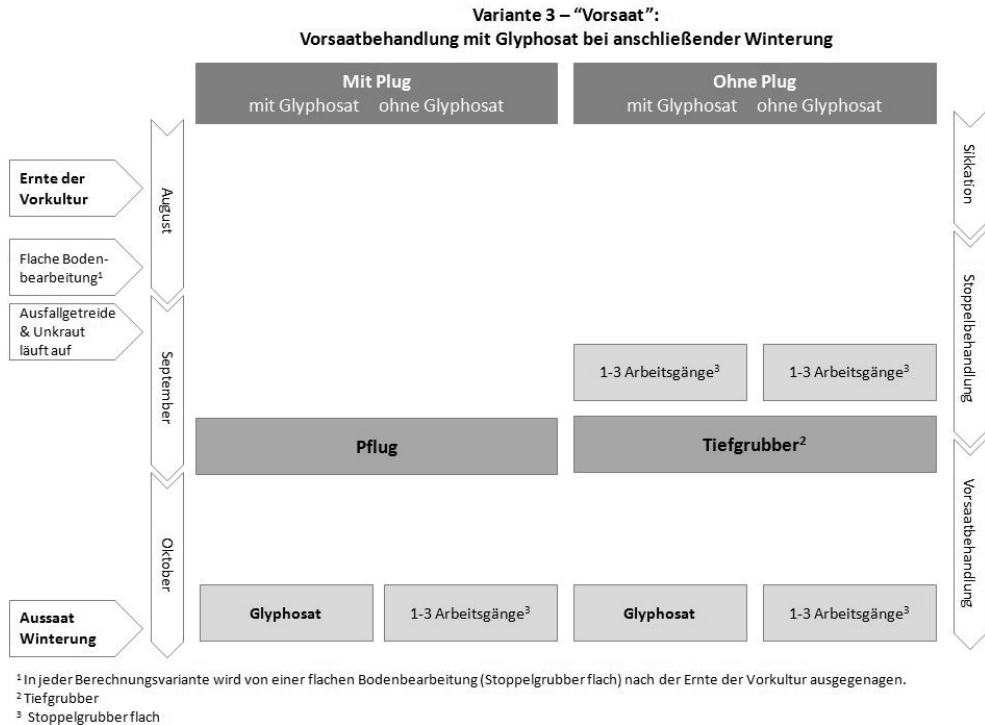 Variante 3 – “Vorsaat”:
Vorsaatbehandlung mit Glyphosat bei anschließender Winterung
Mit Plug
mit Glyphosat ohne Glyphosat
Ohne Plug
mit Glyphosat ohne Glyphosat
Ernte der
Vorkultur
Flache Boden-
bearbeitung¹
Ausfallgetreide
& Unkraut
läuft auf
Aussaat
Winterung
August
September
Oktober
1-3 Arbeitsgänge³
1-3 Arbeitsgänge³
Pflug
Tiefgrubber²
Glyphosat
1-3 Arbeitsgänge³
Glyphosat
1-3 Arbeitsgänge³
Sikkation
Stoppelbehandlung
Vorsaatbehandlung
¹ In jeder Berechnungsvariante wird von einer flachen Bodenbearbeitung (Stoppelgrubber flach) nach der Ernte der Vorkultur ausgegenagen.
² Tiefgrubber
³ Stoppelgrubber flach